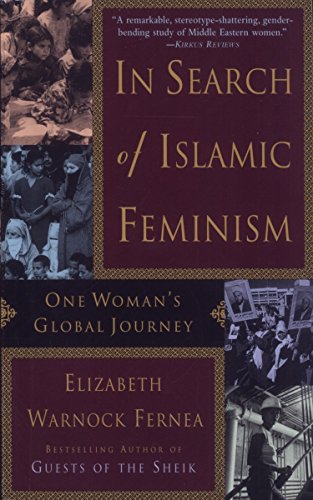 "A remarkable, stereotype-shattering, gender-
bending study of Middle Eastern women."
—Kirkus Reviews
In Search
of Islamic
Feminism
One Woman's
Global Journey
Elizabeth
Warnock Fernea
Bestselling Author of
Guests of the Sheik